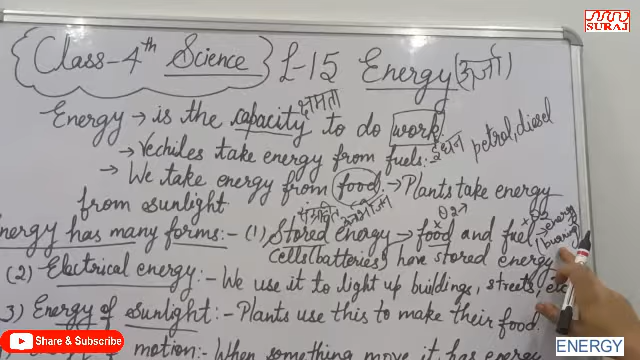 SURAJ
Class-4th Science L-15 Energy (ऊर्जा)
क्षमता
Energy → is the capacity to do work
→ Vechiles take energy from fuels: ईंधन petrol, diesel
→ We take energy from food. → Plants take energy
from sunlight
संचित ऊर्जा
Energy has many forms:- (1) Stored energy → food and fuel → energy (burning)
Cells (batteries) have stored energy
(2) Electrical energy:- We use it to light up buildings, streets, etc
3) Energy of sunlight:- Plants use this to make their food.
motion:- When something move it has energy
Share & Subscribe
ENERGY